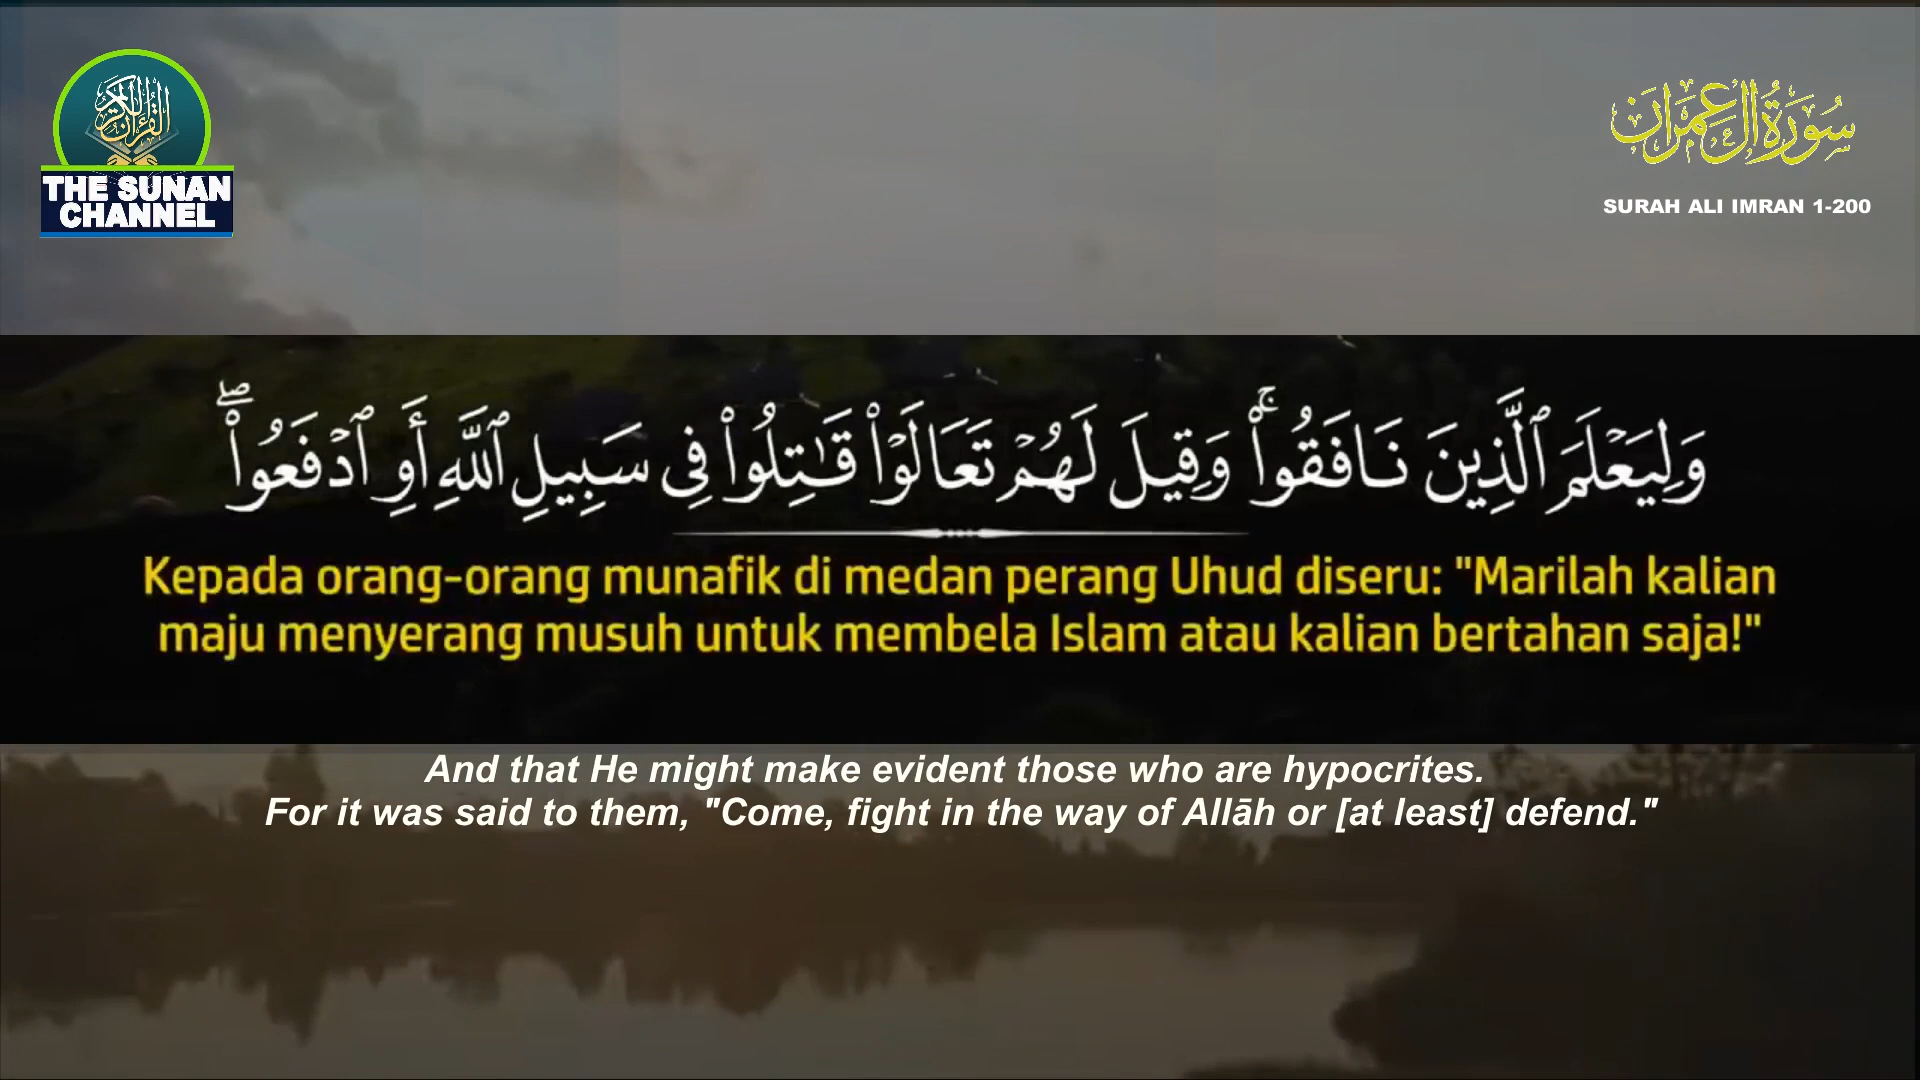 القرآن الكريم
THE SUNAN
CHANNEL
سُورَةُ آل عِمْرَان
SURAH ALI IMRAN 1-200
وَلِيَعْلَمَ ٱلَّذِينَ نَافَقُوا۟ ۚ وَقِيلَ لَهُمْ تَعَالَوْا۟ قَـٰتِلُوا۟ فِى سَبِيلِ ٱللَّهِ أَوِ ٱدْفَعُوا۟ ۖ
Kepada orang-orang munafik di medan perang Uhud diseru: "Marilah kalian
maju menyerang musuh untuk membela Islam atau kalian bertahan saja!"
And that He might make evident those who are hypocrites.
For it was said to them, "Come, fight in the way of Allāh or [at least] defend."